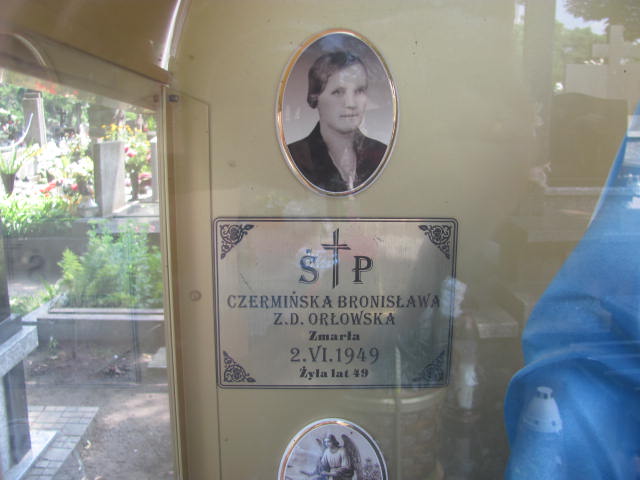 Ś P
CZERMIŃSKA BRONISŁAWA
Z.D. ORŁOWSKA
Zmarła
2.VI.1949
Żyła lat 49